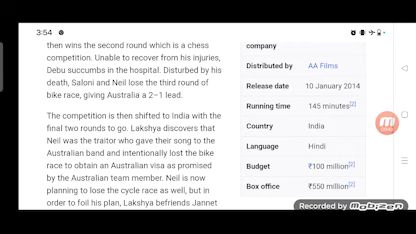 3:54
then wins the second round which is a chess
competition. Unable to recover from his injuries,
Debu succumbs in the hospital. Disturbed by his
death, Saloni and Neil lose the third round of
bike race, giving Australia a 2–1 lead.
The competition is then shifted to India with the
final two rounds to go. Lakshya discovers that
Neil was the traitor who gave their song to the
Australian band and intentionally lost the bike
race to obtain an Australian visa as promised
by the Australian team member. Neil is now
planning to lose the cycle race as well, but in
order to foil his plan, Lakshya befriends Jannet
company
Distributed by AA Films
Release date 10 January 2014
Running time 145 minutes[2]
Country India
Language Hindi
Budget ₹100 million[2]
Box office ₹550 million[2]
Recorded by Mobizen